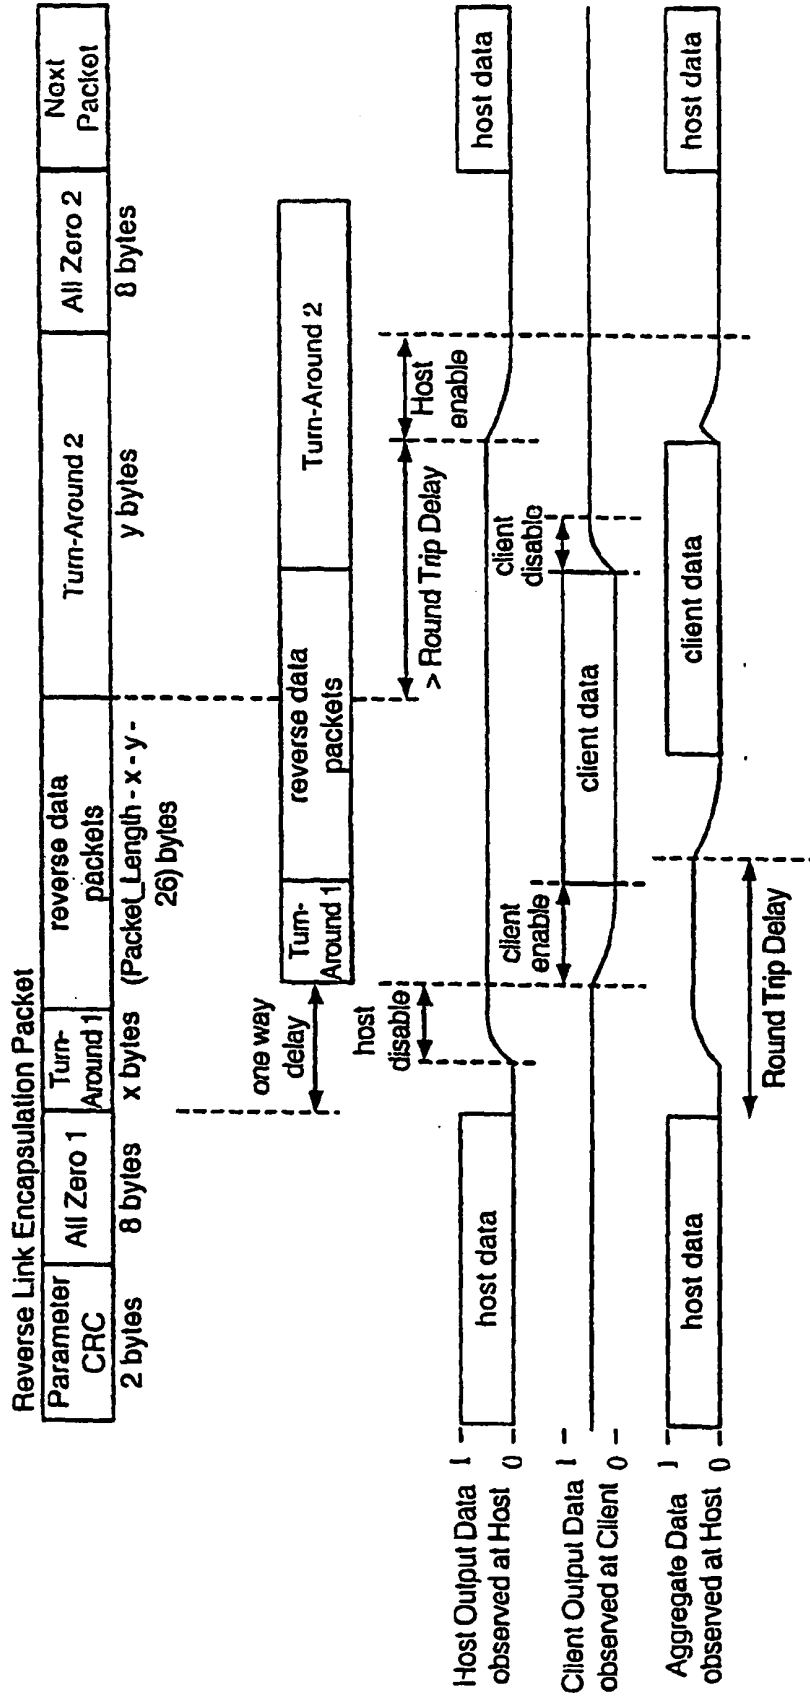 Reverse Link Encapsulation Packet
Parameter
CRC
All Zero 1
Turn-
Around 1
reverse data
packets
Turn-Around 2
All Zero 2
Next
Packet
2 bytes
8 bytes
x bytes
(Packet_Length - x - y -
26) bytes
y bytes
8 bytes
one way
delay
Turn-
Around 1
reverse data
packets
Turn-Around 2
host
disable
> Round Trip Delay
Host
enable
Host Output Data
observed at Host
1
0
host data
host data
client
enable
client
disable
Client Output Data
observed at Client
1
0
client data
Aggregate Data
observed at Host
1
0
host data
client data
host data
Round Trip Delay